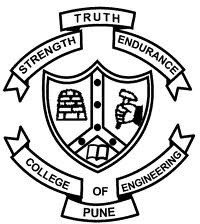 TRUTH
STRENGTH ENDURANCE
COLLEGE OF ENGINEERING
PUNE